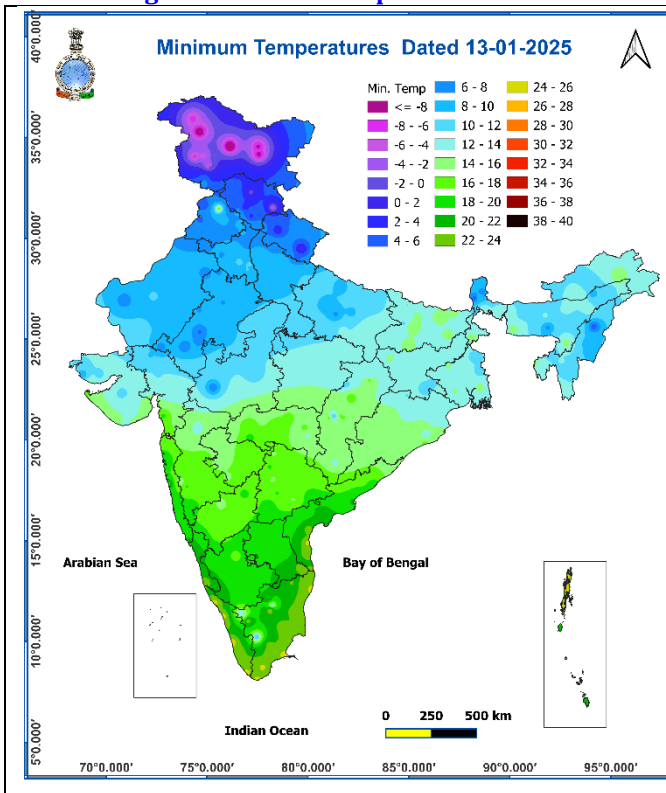 Minimum Temperatures Dated 13-01-2025
Min. Temp
<= -8
-8 - -6
-6 - -4
-4 - -2
-2 - 0
0 - 2
2 - 4
4 - 6
6 - 8
8 - 10
10 - 12
12 - 14
14 - 16
16 - 18
18 - 20
20 - 22
22 - 24
24 - 26
26 - 28
28 - 30
30 - 32
32 - 34
34 - 36
36 - 38
38 - 40
40°0.000'
35°0.000'
30°0.000'
25°0.000'
20°0.000'
15°0.000'
10°0.000'
5°0.000'
Arabian Sea
Bay of Bengal
Indian Ocean
0 250 500 km
70°0.000' 75°0.000' 80°0.000' 85°0.000' 90°0.000' 95°0.000'